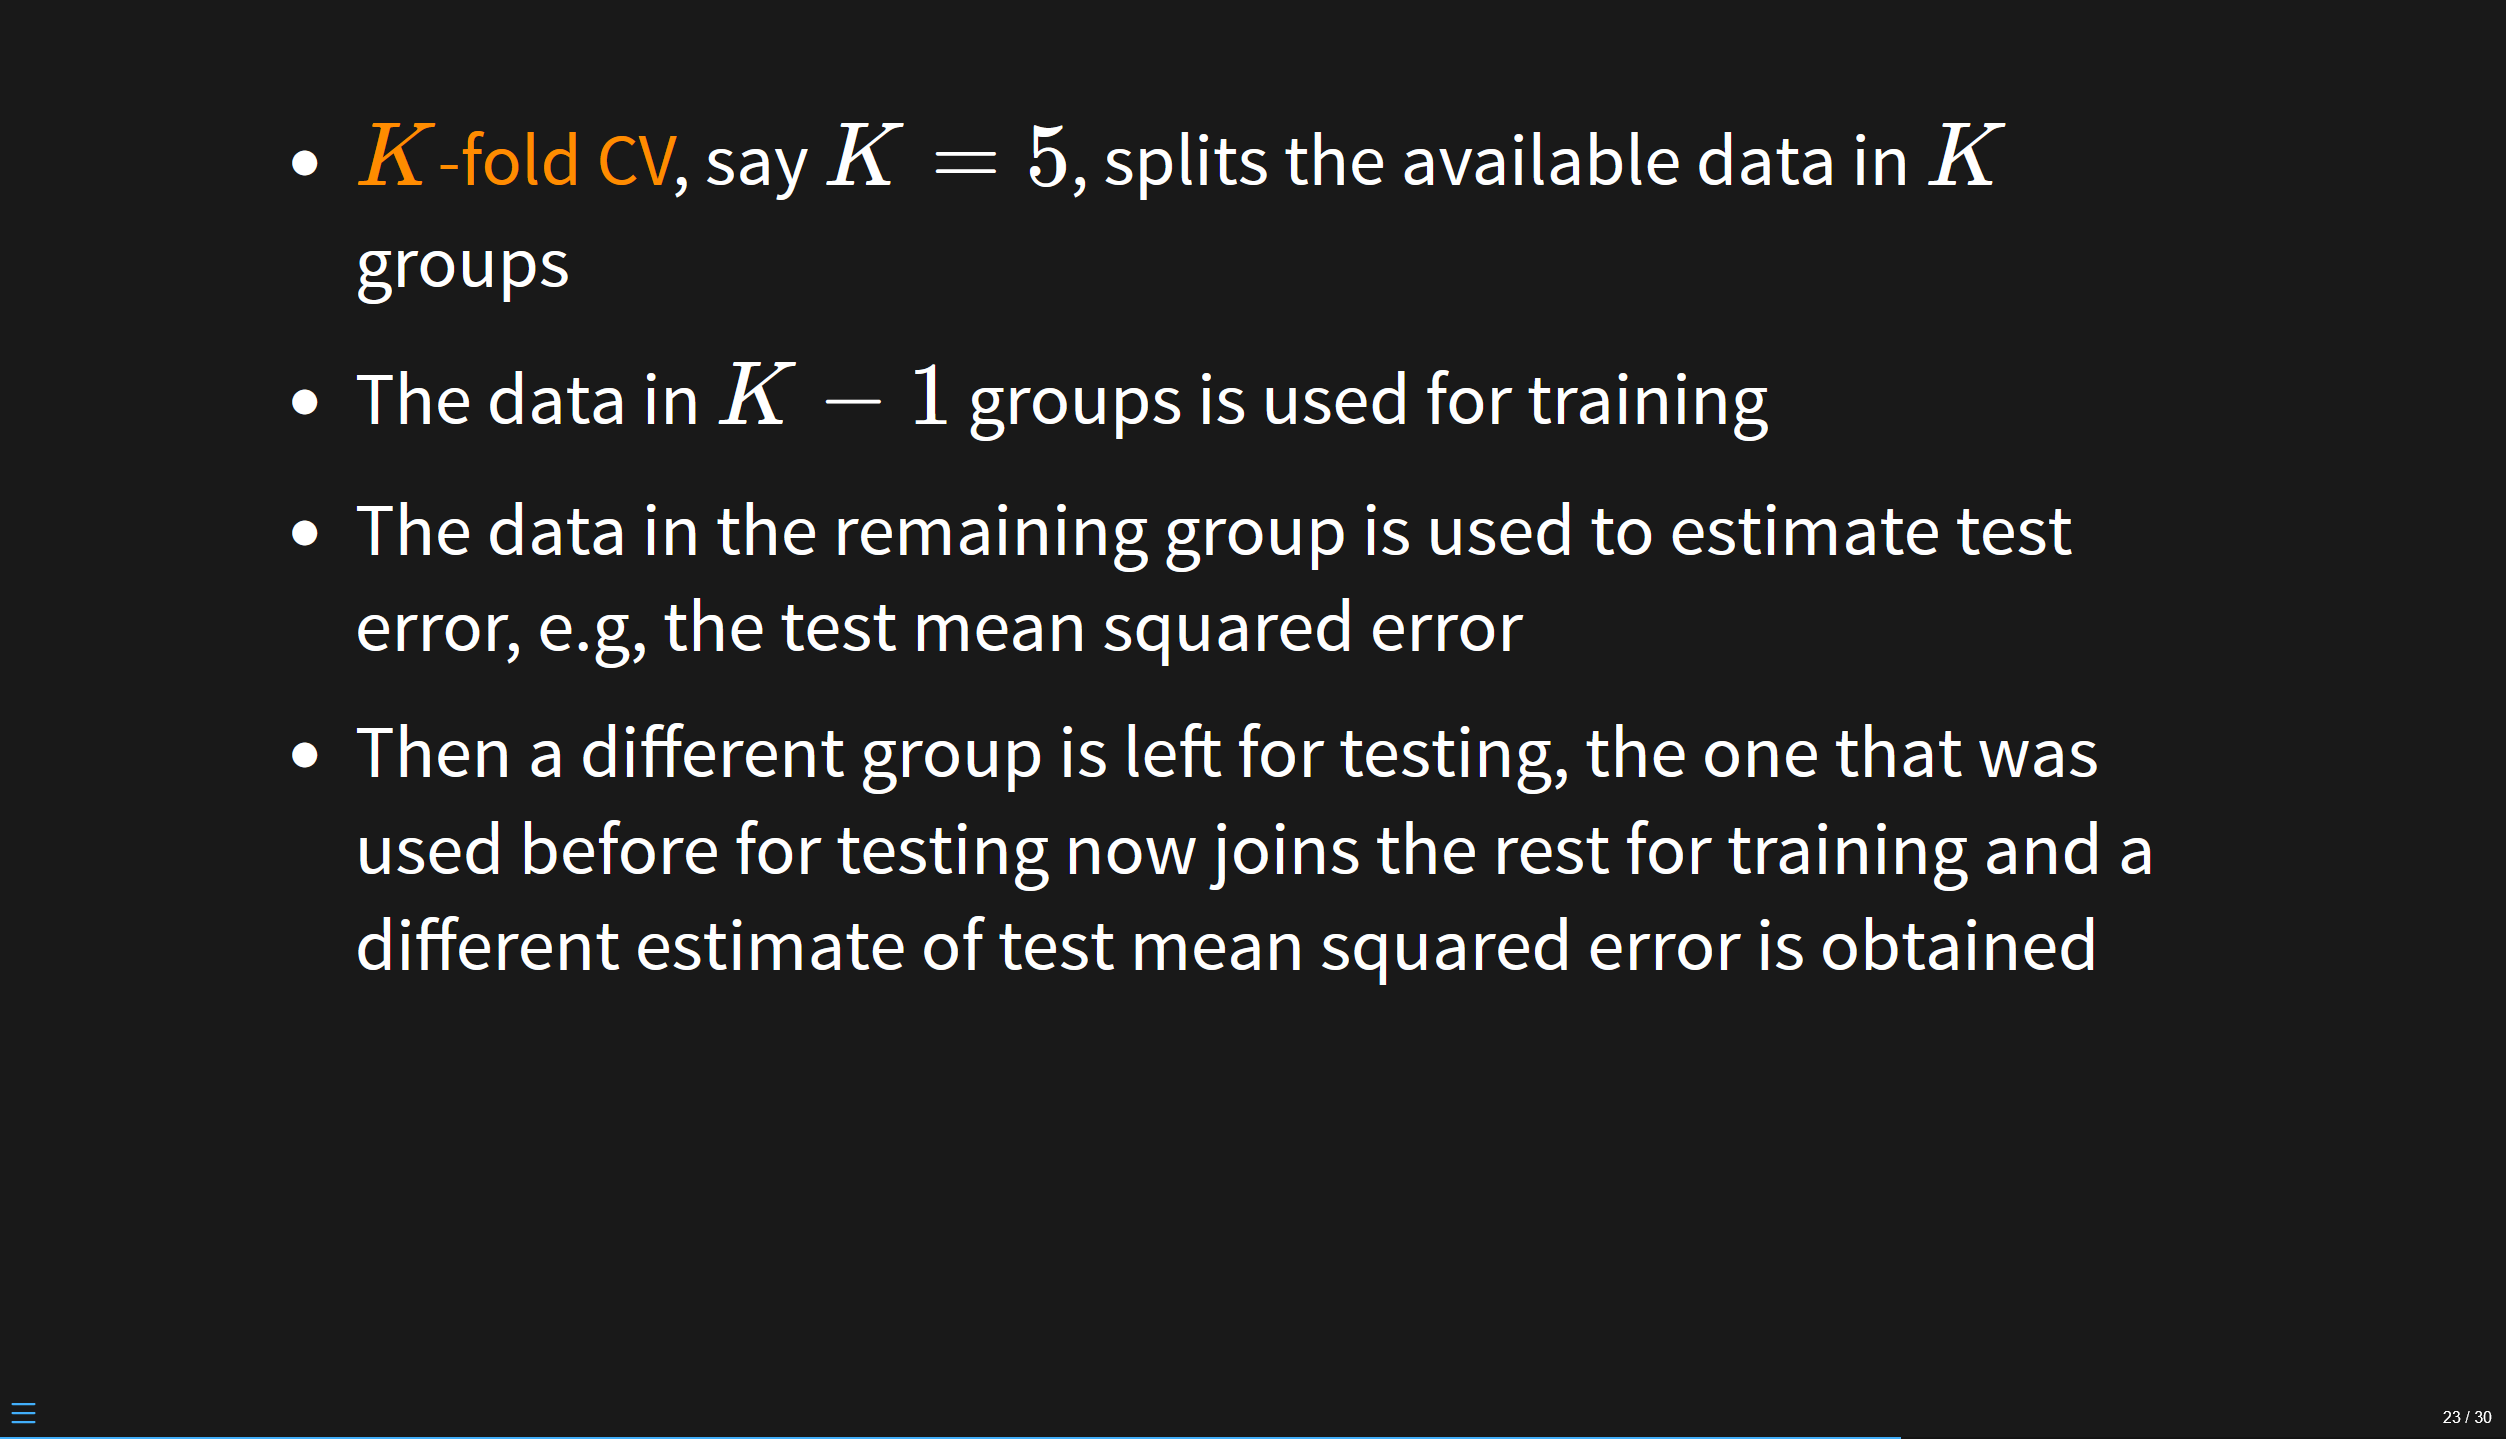 • K-fold CV, say K = 5, splits the available data in K
groups
• The data in K − 1 groups is used for training
• The data in the remaining group is used to estimate test
error, e.g, the test mean squared error
• Then a different group is left for testing, the one that was
used before for testing now joins the rest for training and a
different estimate of test mean squared error is obtained
23 / 30